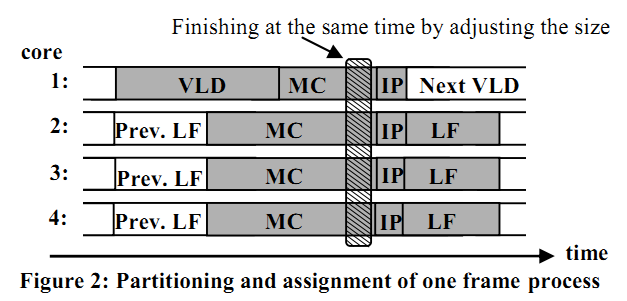 Finishing at the same time by adjusting the size
core
1: VLD MC IP Next VLD
2: Prev. LF MC IP LF
3: Prev. LF MC IP LF
4: Prev. LF MC IP LF
time
Figure 2: Partitioning and assignment of one frame process